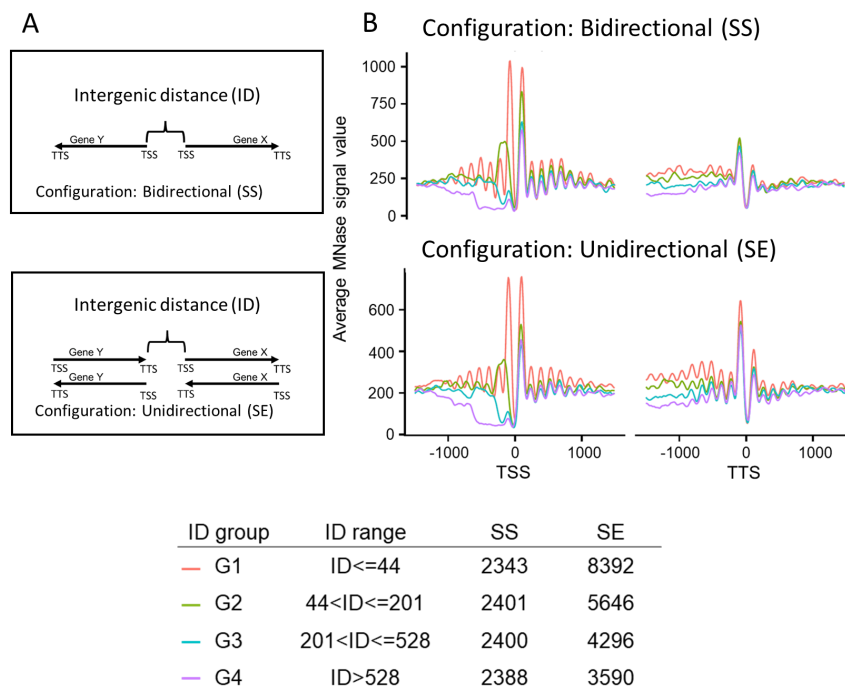 A
Intergenic distance (ID)
Gene Y Gene X
TTS TSS TSS TTS
Configuration: Bidirectional (SS)
Intergenic distance (ID)
Gene Y Gene X
TSS TTS TSS TTS
Gene Y Gene X
TTS TSS TTS TSS
Configuration: Unidirectional (SE)
B
Configuration: Bidirectional (SS)
Average MNase signal value
1000
750
500
250
0
Configuration: Unidirectional (SE)
600
400
200
0
-1000 0 1000 -1000 0 1000
TSS TTS
ID group ID range SS SE
G1 ID<=44 2343 8392
G2 44<ID<=201 2401 5646
G3 201<ID<=528 2400 4296
G4 ID>528 2388 3590